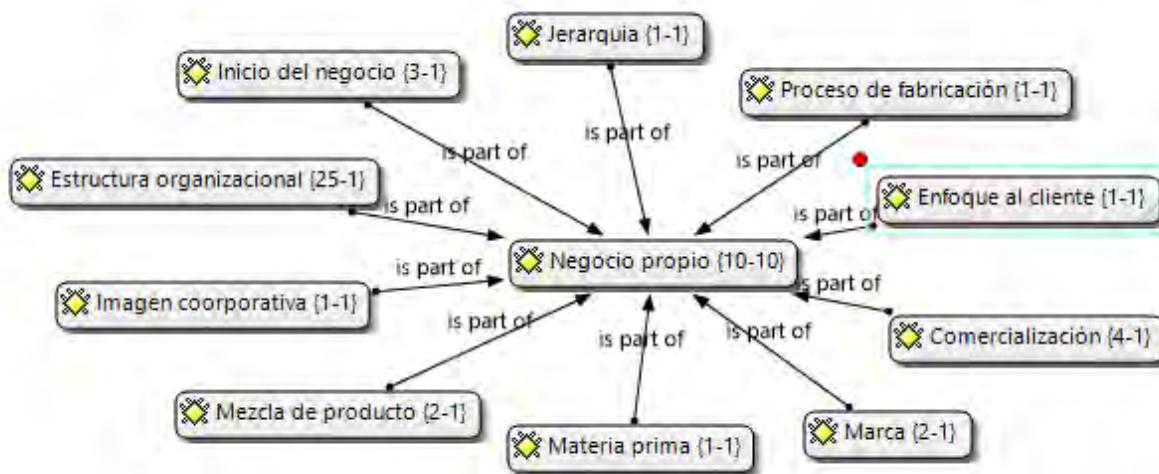 Jerarquia {1-1}
Inicio del negocio {3-1}
Proceso de fabricación {1-1}
is part of
is part of
is part of
Estructura organizacional {25-1}
Enfoque al cliente {1-1}
is part of
is part of
Negocio propio {10-10}
is part of
is part of
Imagen coorporativa {1-1}
is part of
is part of
is part of
Comercialización {4-1}
Mezcla de producto {2-1}
Materia prima {1-1}
Marca {2-1}